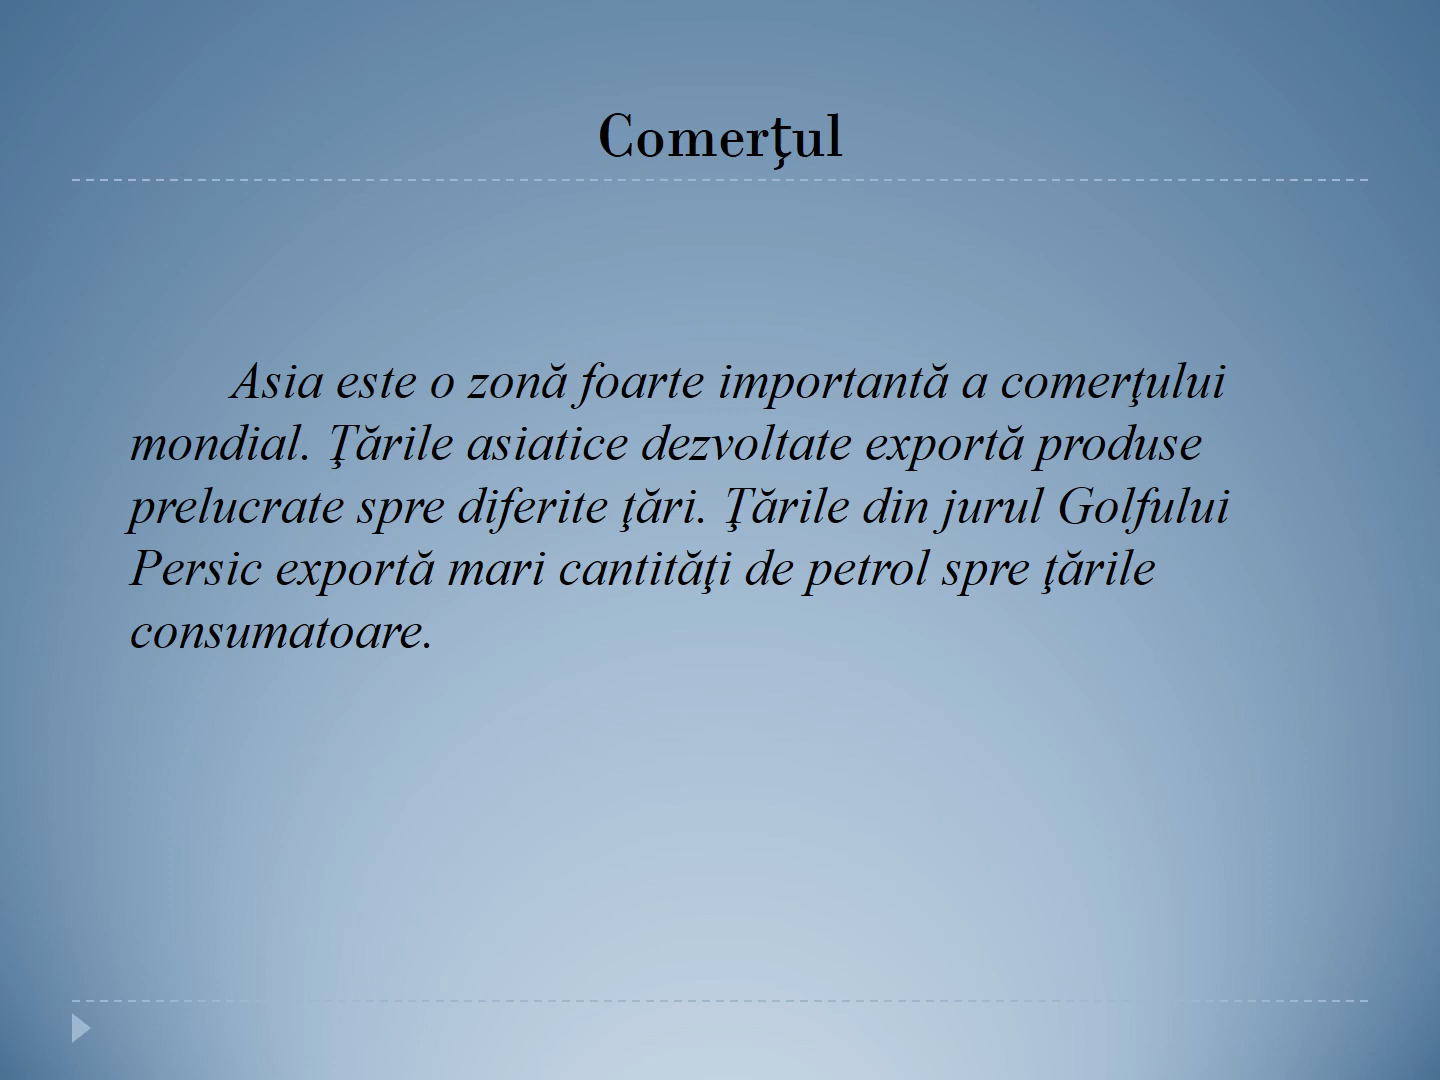 Comerţul
Asia este o zonă foarte importantă a comerţului
mondial. Ţările asiatice dezvoltate exportă produse
prelucrate spre diferite ţări. Ţările din jurul Golfului
Persic exportă mari cantităţi de petrol spre ţările
consumatoare.